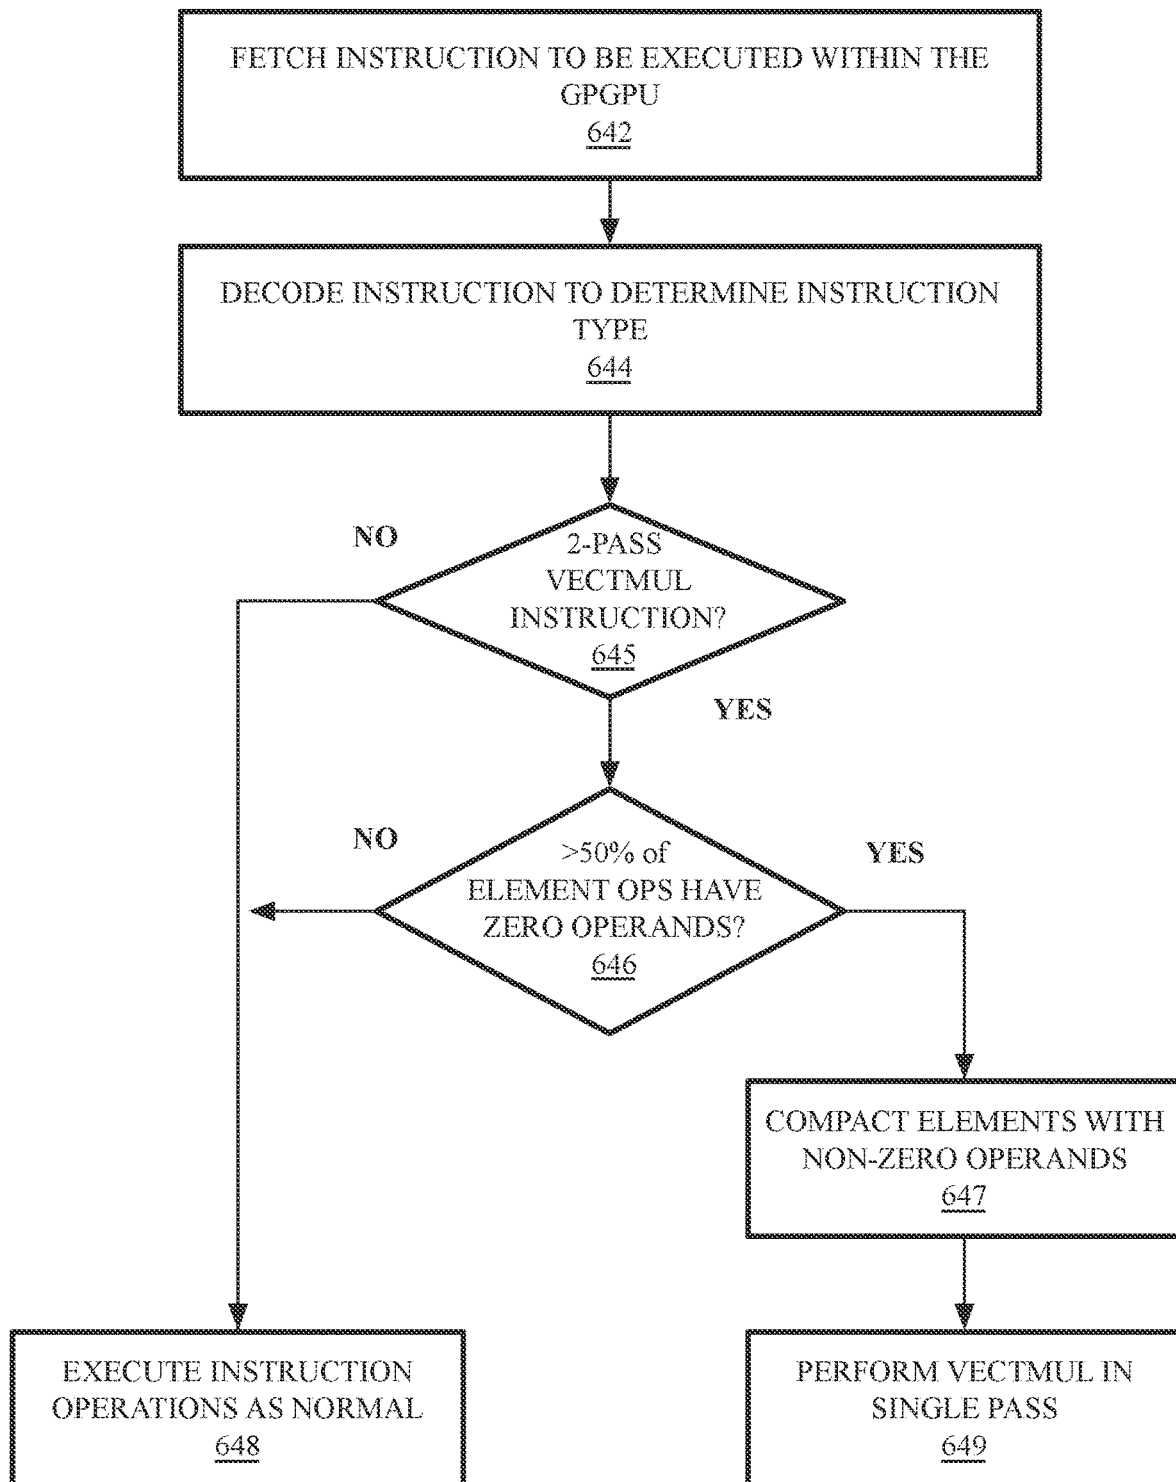 FETCH INSTRUCTION TO BE EXECUTED WITHIN THE
GPGPU
642
DECODE INSTRUCTION TO DETERMINE INSTRUCTION
TYPE
644
NO
2-PASS
VECTMUL
INSTRUCTION?
645
YES
NO
>50% of
ELEMENT OPS HAVE
ZERO OPERANDS?
646
YES
COMPACT ELEMENTS WITH
NON-ZERO OPERANDS
647
EXECUTE INSTRUCTION
OPERATIONS AS NORMAL
648
PERFORM VECTMUL IN
SINGLE PASS
649